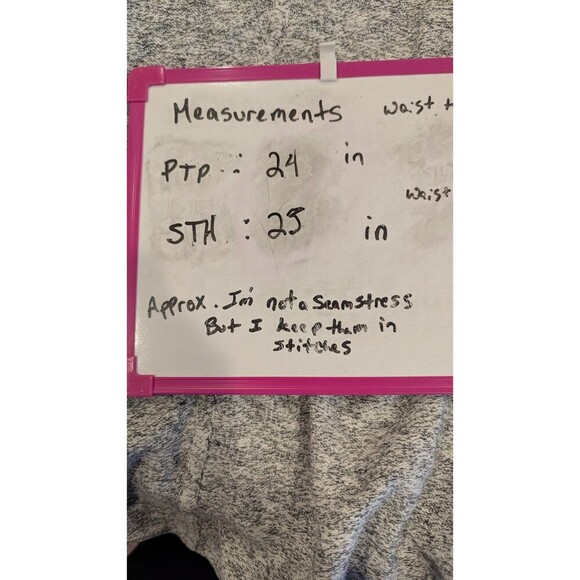 Measurements
waist t
PTP : 24 in
waist
STH : 25 in
Approx. I'm not a Seamstress
But I keep them in
stitches